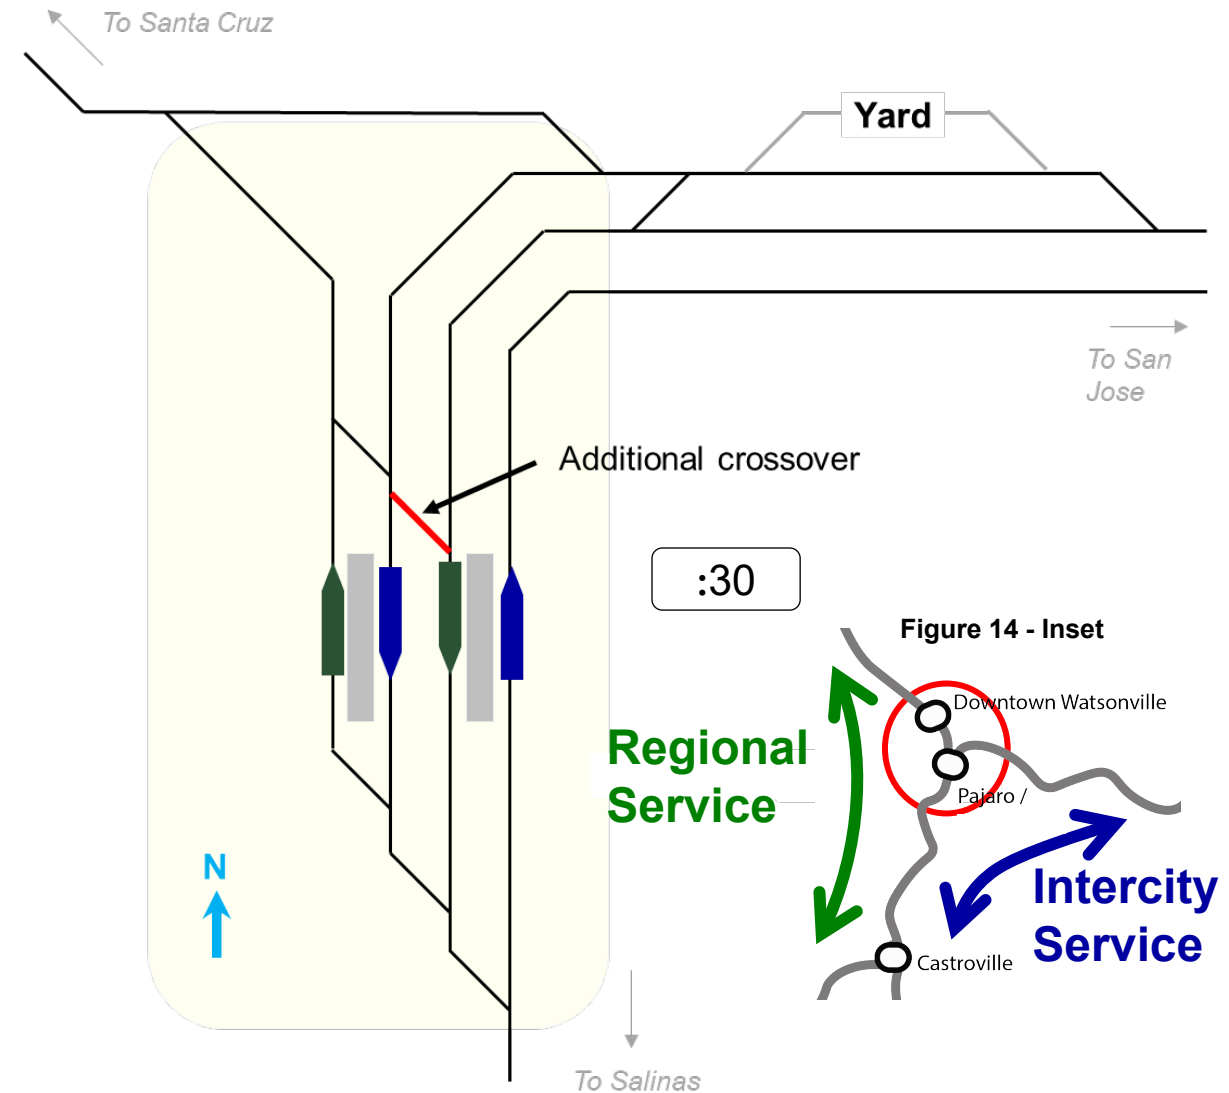 To Santa Cruz
Yard
To San
Jose
Additional crossover
:30
Figure 14 - Inset
Downtown Watsonville
Regional
Service
Pajaro /
Intercity
Service
N
Castroville
To Salinas